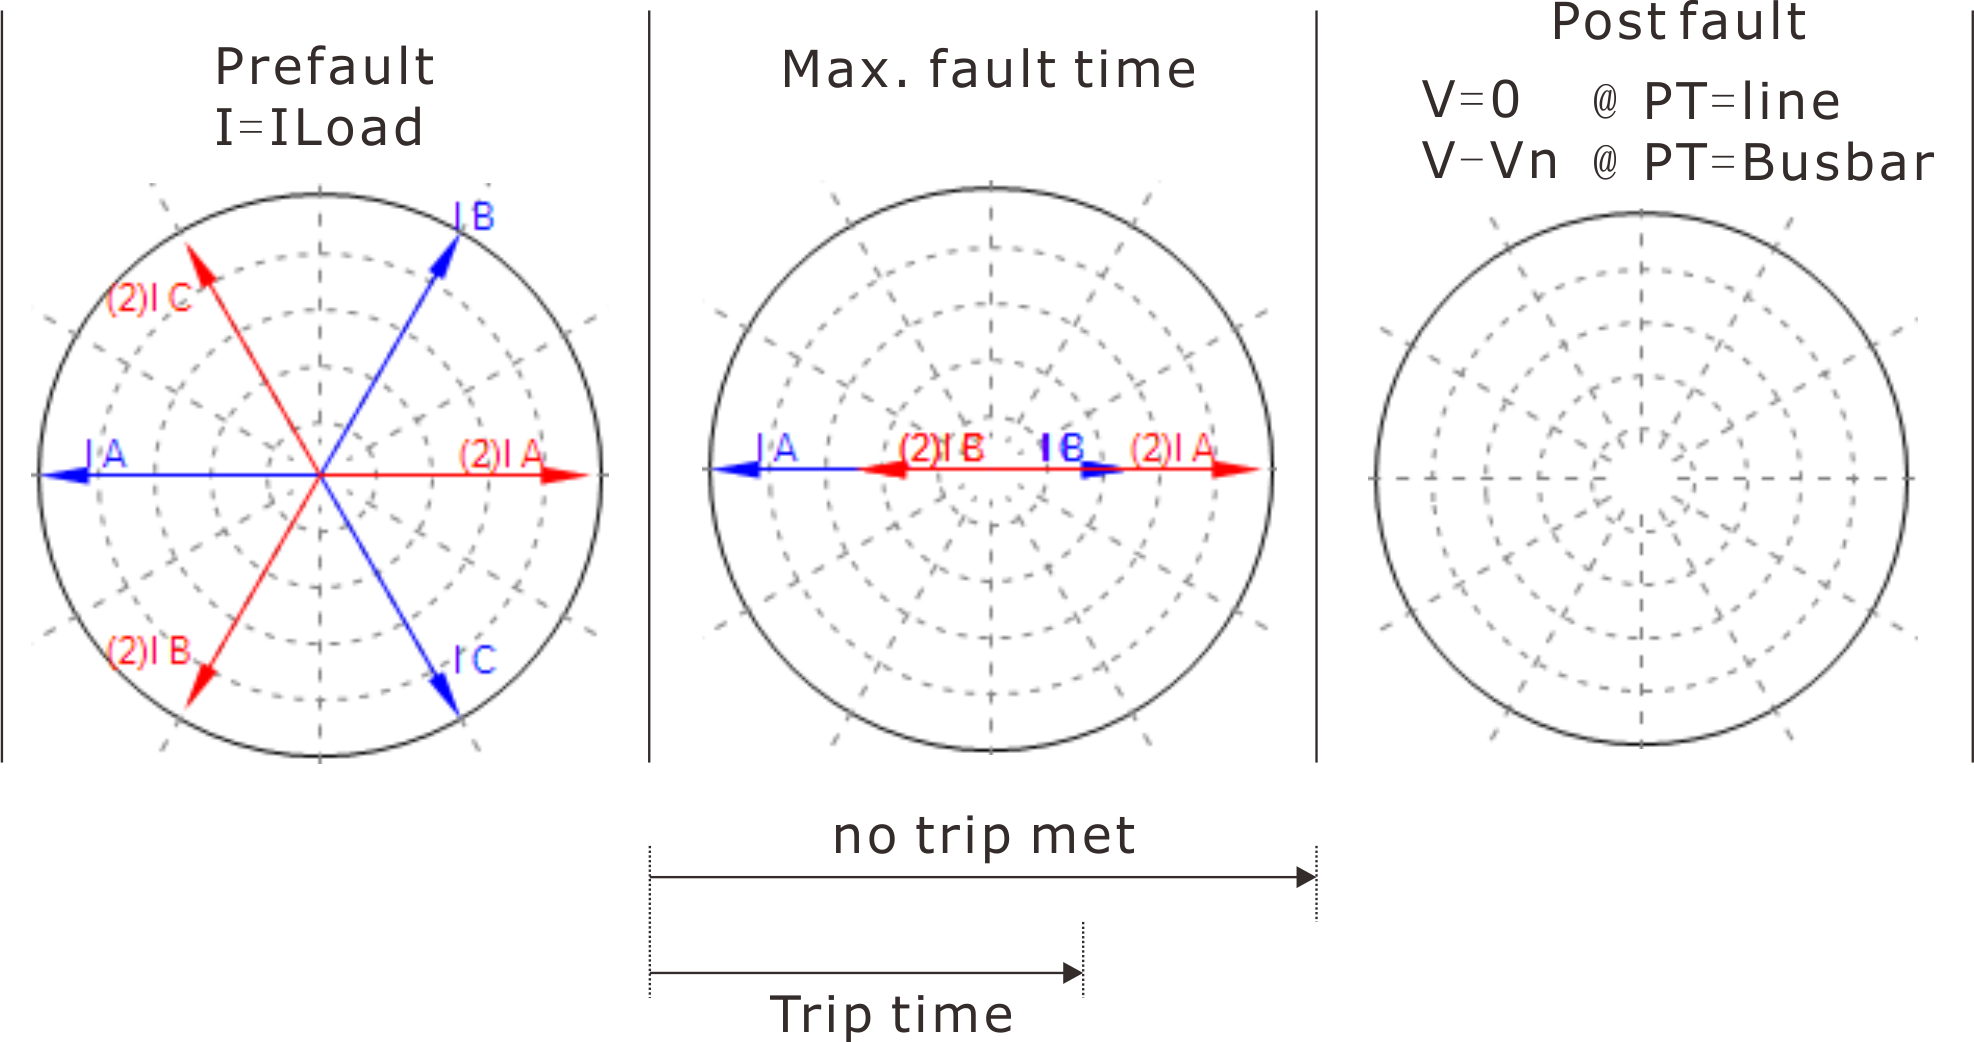 Prefault
I=ILoad
I B
(2)I C
I A
(2)I A
(2)I B
I C
Max. fault time
I A
(2)I B
I B
(2)I A
Post fault
V=0 @ PT=line
V-Vn @ PT=Busbar
no trip met
Trip time